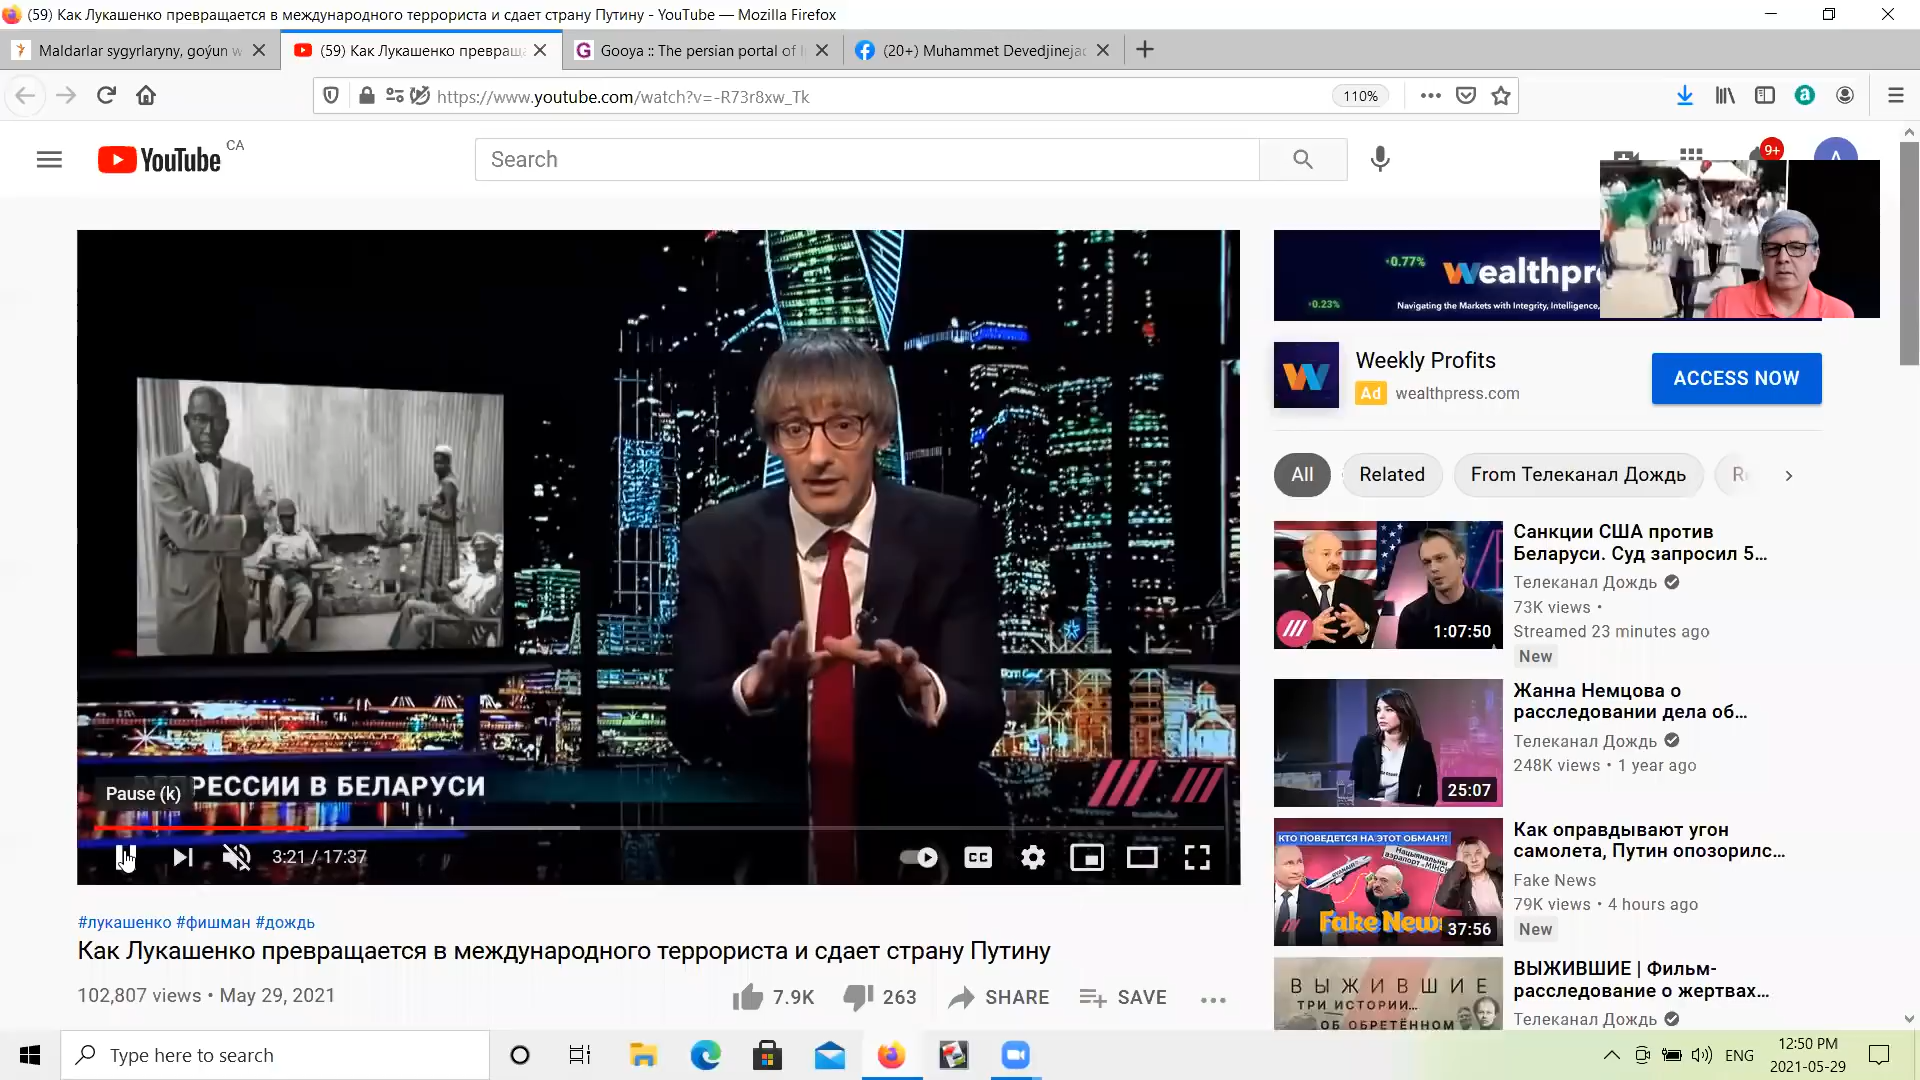 (59) Как Лукашенко превращается в международного террориста и сдает страну Путину - YouTube — Mozilla Firefox
Maldarlar sygyrlaryny, goýun w
(59) Как Лукашенко превраща
Gooya :: The persian portal of
(20+) Muhammet Devedjinejad
https://www.youtube.com/watch?v=-R73r8xw_Tk
110%
YouTube CA
Search
9+
A
+0.77%
+0.23%
wealthpr
Navigating the Markets with Integrity, Intelligence,
Weekly Profits
Ad wealthpress.com
ACCESS NOW
All
Related
From Телеканал Дождь
РЕССИИ В БЕЛАРУСИ
Pause (k)
3:21 / 17:37
CC
#лукашенко #фишман #дождь
Как Лукашенко превращается в международного террориста и сдает страну Путину
102,807 views • May 29, 2021
7.9K
263
SHARE
SAVE
1:07:50
Санкции США против
Беларуси. Суд запросил 5...
Телеканал Дождь
73K views •
Streamed 23 minutes ago
New
25:07
Жанна Немцова о
расследовании дела об...
Телеканал Дождь
248K views • 1 year ago
КТО ПОВЕДЕТСЯ НА ЭТОТ ОБМАН?!
Fake News
37:56
Как оправдывают угон
самолета, Путин опозорилс...
Fake News
79K views • 4 hours ago
New
ВЫЖИВШИЕ
ТРИ ИСТОРИИ...
ОБ ОБРЕТЁННОМ
ВЫЖИВШИЕ | Фильм-
расследование о жертвах...
Телеканал Дождь
Type here to search
ENG
12:50 PM
2021-05-29